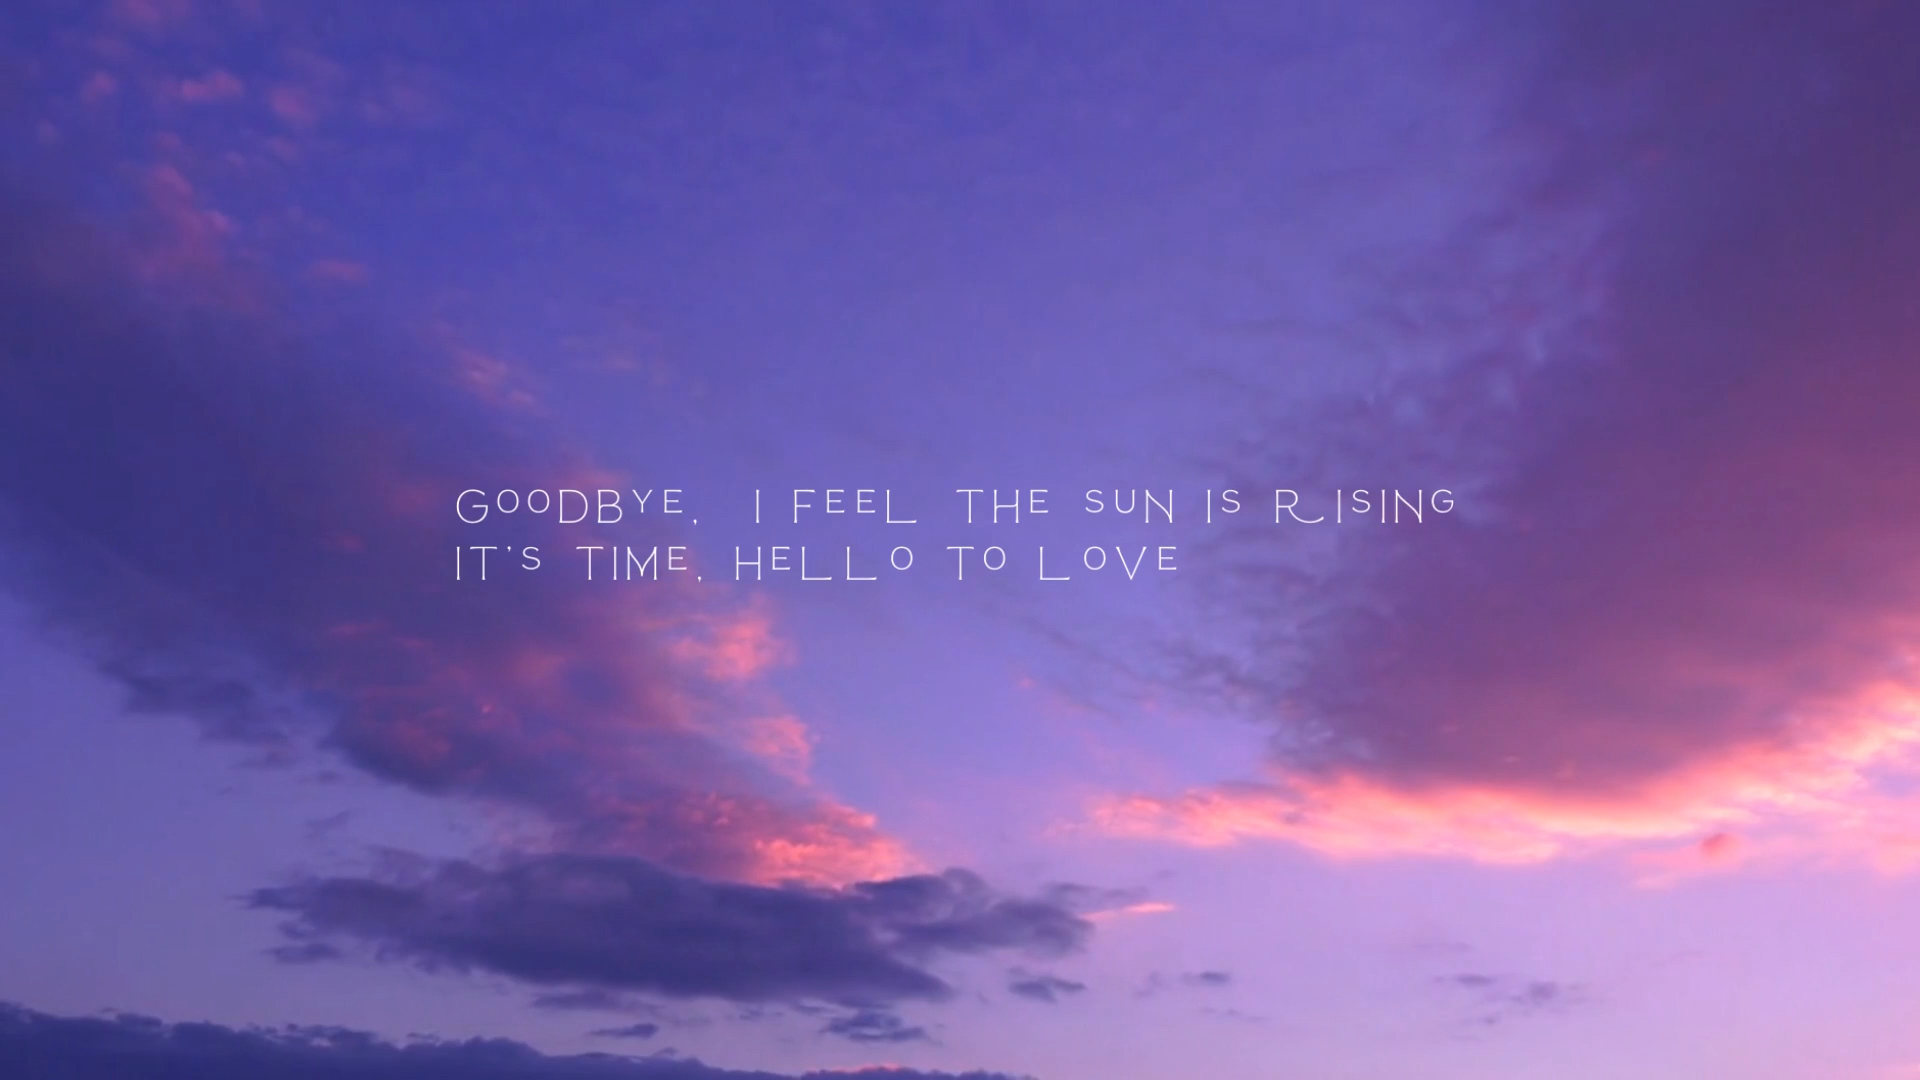 GOODBYE, I FEEL THE SUN IS RISING
IT'S TIME, HELLO TO LOVE